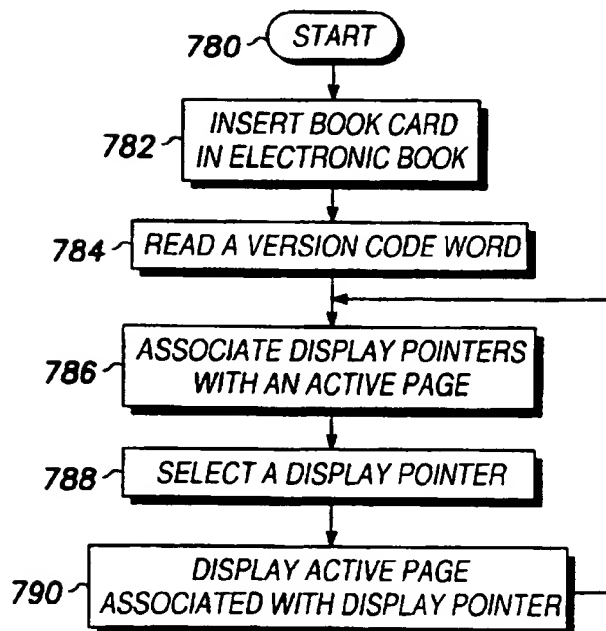 780 START
782 INSERT BOOK CARD
IN ELECTRONIC BOOK
784 READ A VERSION CODE WORD
786 ASSOCIATE DISPLAY POINTERS
WITH AN ACTIVE PAGE
788 SELECT A DISPLAY POINTER
790 DISPLAY ACTIVE PAGE
ASSOCIATED WITH DISPLAY POINTER